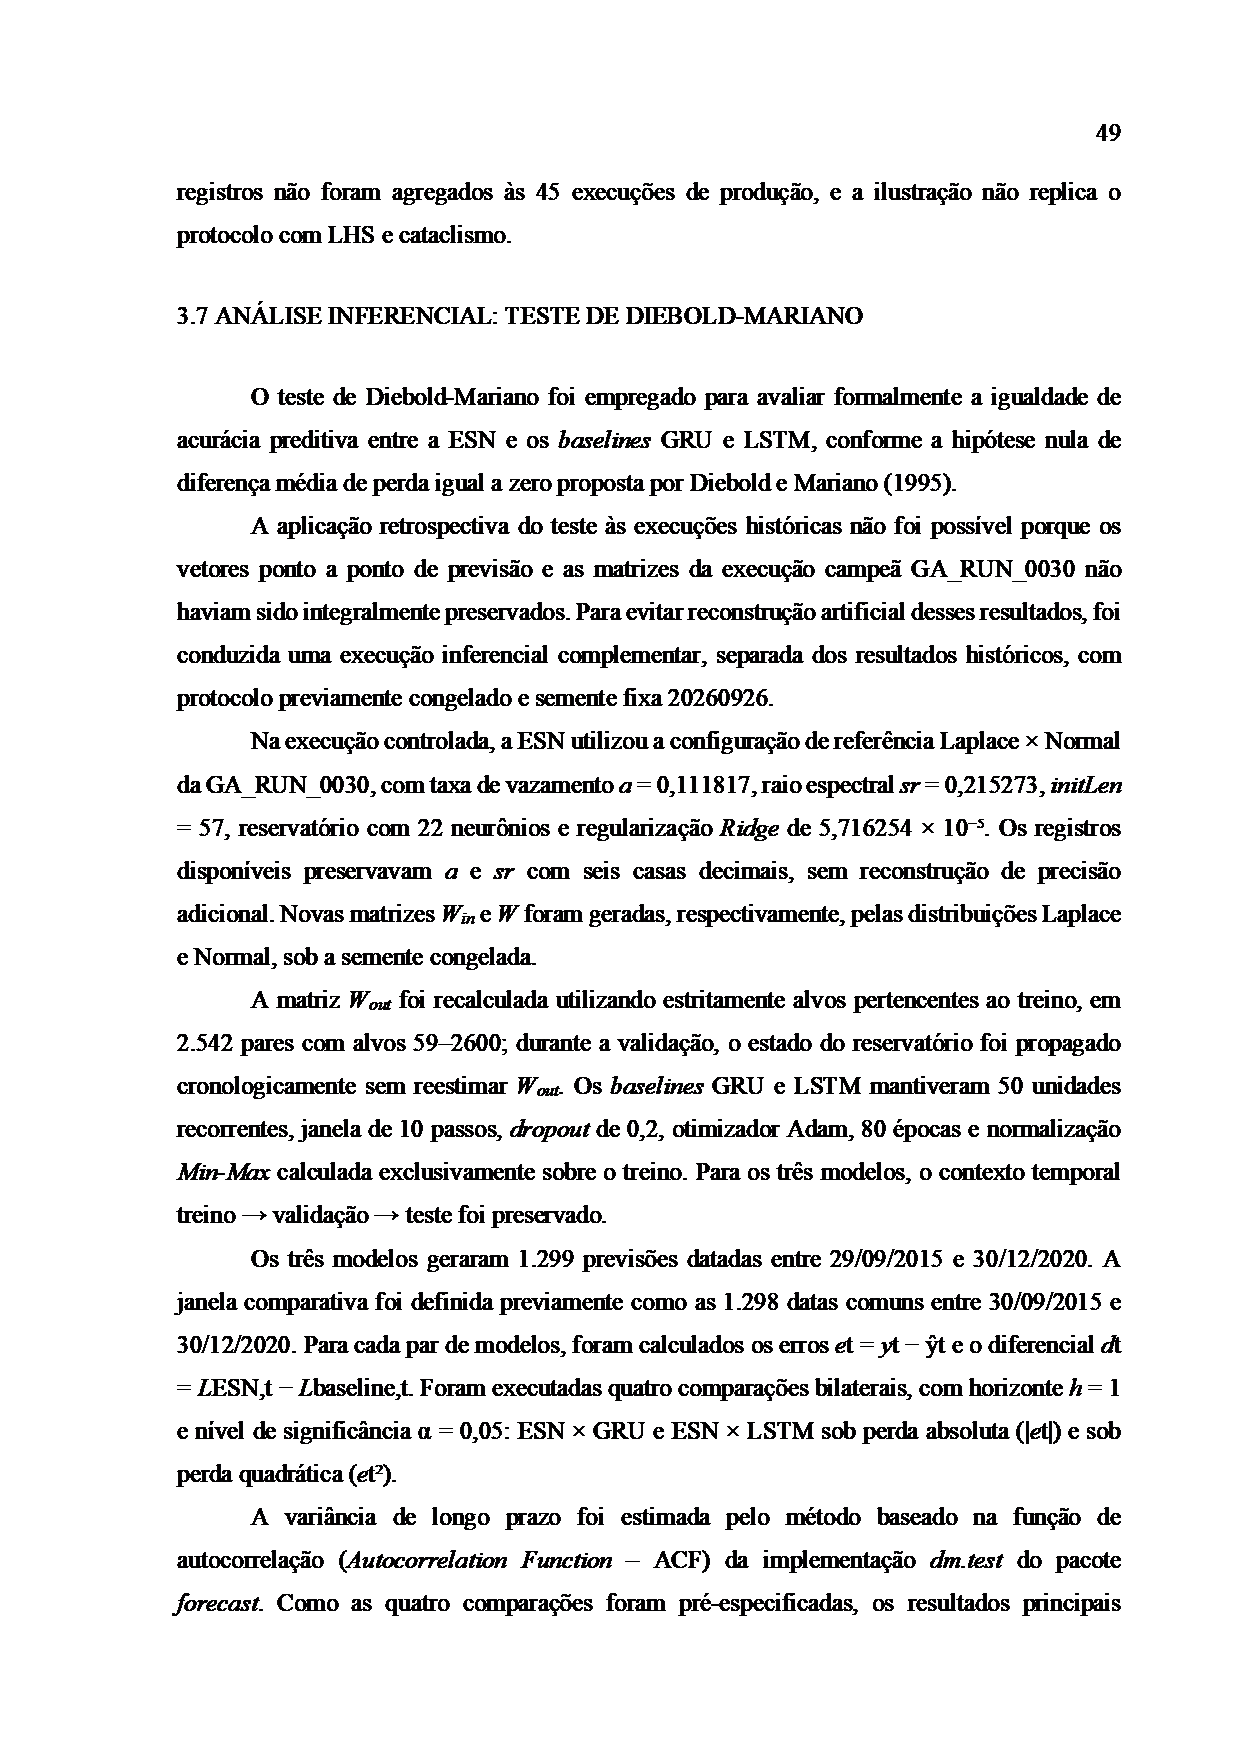 49
registros não foram agregados às 45 execuções de produção, e a ilustração não replica o
protocolo com LHS e cataclismo.
3.7 ANÁLISE INFERENCIAL: TESTE DE DIEBOLD-MARIANO
O teste de Diebold-Mariano foi empregado para avaliar formalmente a igualdade de
acurácia preditiva entre a ESN e os baselines GRU e LSTM, conforme a hipótese nula de
diferença média de perda igual a zero proposta por Diebold e Mariano (1995).
A aplicação retrospectiva do teste às execuções históricas não foi possível porque os
vetores ponto a ponto de previsão e as matrizes da execução campeã GA_RUN_0030 não
haviam sido integralmente preservados. Para evitar reconstrução artificial desses resultados, foi
conduzida uma execução inferencial complementar, separada dos resultados históricos, com
protocolo previamente congelado e semente fixa 20260926.
Na execução controlada, a ESN utilizou a configuração de referência Laplace × Normal
da GA_RUN_0030, com taxa de vazamento a = 0,111817, raio espectral sr = 0,215273, initLen
= 57, reservatório com 22 neurônios e regularização Ridge de 5,716254 × 10⁻⁵. Os registros
disponíveis preservavam a e sr com seis casas decimais, sem reconstrução de precisão
adicional. Novas matrizes Wᵢₙ e W foram geradas, respectivamente, pelas distribuições Laplace
e Normal, sob a semente congelada.
A matriz Wₒᵤₜ foi recalculada utilizando estritamente alvos pertencentes ao treino, em
2.542 pares com alvos 59–2600; durante a validação, o estado do reservatório foi propagado
cronologicamente sem reestimar Wₒᵤₜ. Os baselines GRU e LSTM mantiveram 50 unidades
recorrentes, janela de 10 passos, dropout de 0,2, otimizador Adam, 80 épocas e normalização
Min-Max calculada exclusivamente sobre o treino. Para os três modelos, o contexto temporal
treino → validação → teste foi preservado.
Os três modelos geraram 1.299 previsões datadas entre 29/09/2015 e 30/12/2020. A
janela comparativa foi definida previamente como as 1.298 datas comuns entre 30/09/2015 e
30/12/2020. Para cada par de modelos, foram calculados os erros et = yt − ŷt e o diferencial dt
= LESN,t − Lbaseline,t. Foram executadas quatro comparações bilaterais, com horizonte h = 1
e nível de significância α = 0,05: ESN × GRU e ESN × LSTM sob perda absoluta (|et|) e sob
perda quadrática (et²).
A variância de longo prazo foi estimada pelo método baseado na função de
autocorrelação (Autocorrelation Function – ACF) da implementação dm.test do pacote
forecast. Como as quatro comparações foram pré-especificadas, os resultados principais